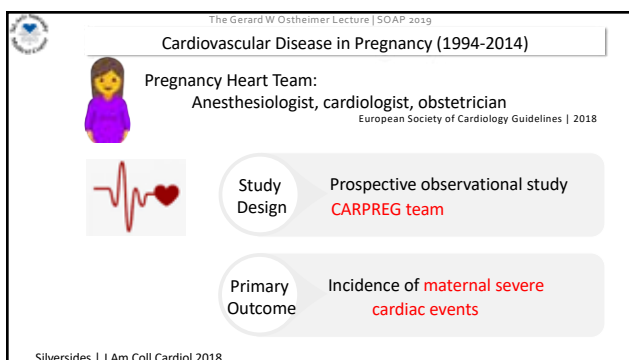 The Gerard W Ostheimer Lecture | SOAP 2019
Cardiovascular Disease in Pregnancy (1994-2014)
Pregnancy Heart Team:
Anesthesiologist, cardiologist, obstetrician
European Society of Cardiology Guidelines | 2018
Study
Design
Prospective observational study
CARPREG team
Primary
Outcome
Incidence of maternal severe
cardiac events
Silversides | J Am Coll Cardiol 2018